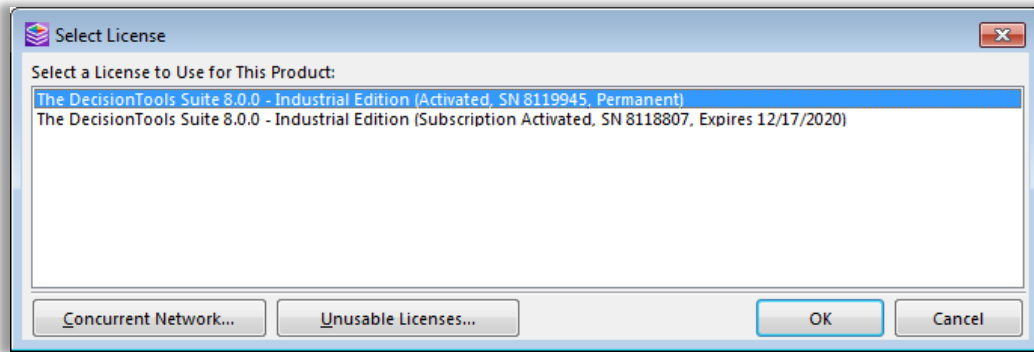 Select License
Select a License to Use for This Product:
The DecisionTools Suite 8.0.0 - Industrial Edition (Activated, SN 8119945, Permanent)
The DecisionTools Suite 8.0.0 - Industrial Edition (Subscription Activated, SN 8118807, Expires 12/17/2020)
Concurrent Network... Unusable Licenses... OK Cancel